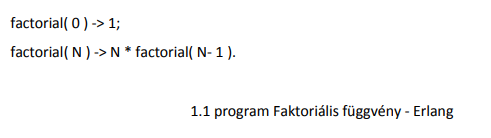 factorial( 0 ) -> 1;
factorial( N ) -> N * factorial( N- 1 ).
1.1 program Faktoriális függvény - Erlang